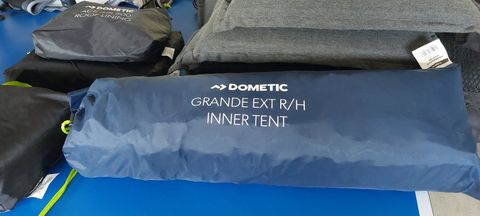 DOMETIC
ROOF LINING
DOMETIC
GRANDE EXT R/H
INNER TENT